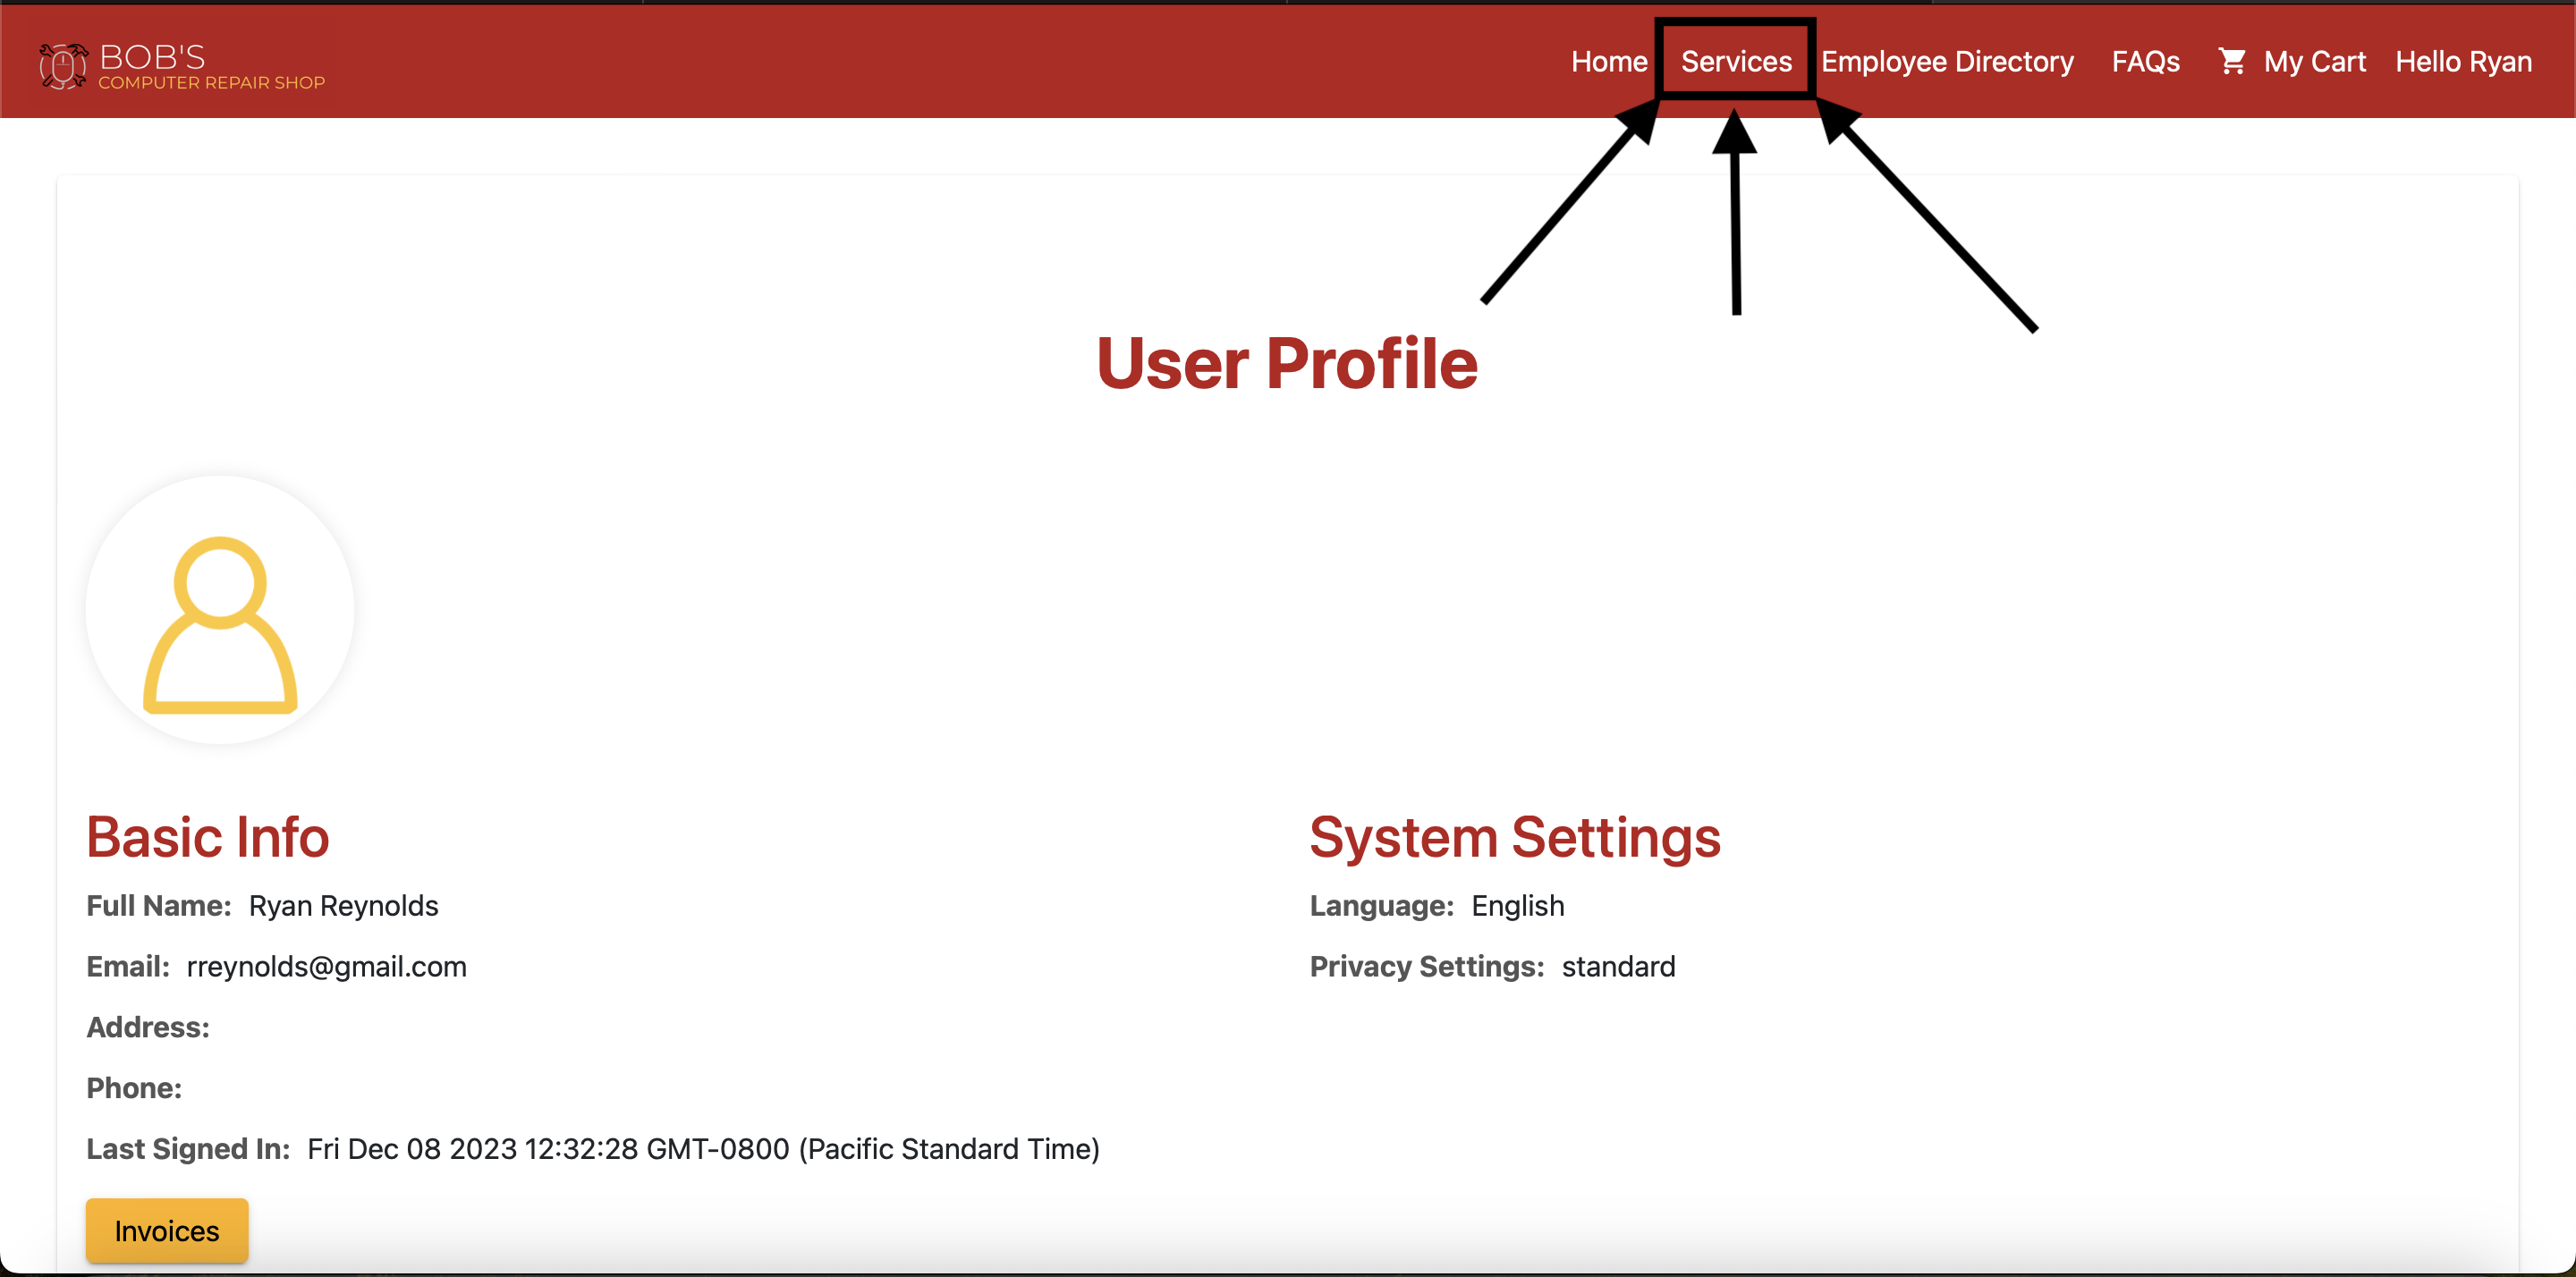 BOB'S
COMPUTER REPAIR SHOP
Home Services Employee Directory FAQs My Cart Hello Ryan
User Profile
Basic Info
Full Name: Ryan Reynolds
Email: rreynolds@gmail.com
Address:
Phone:
Last Signed In: Fri Dec 08 2023 12:32:28 GMT-0800 (Pacific Standard Time)
Invoices
System Settings
Language: English
Privacy Settings: standard